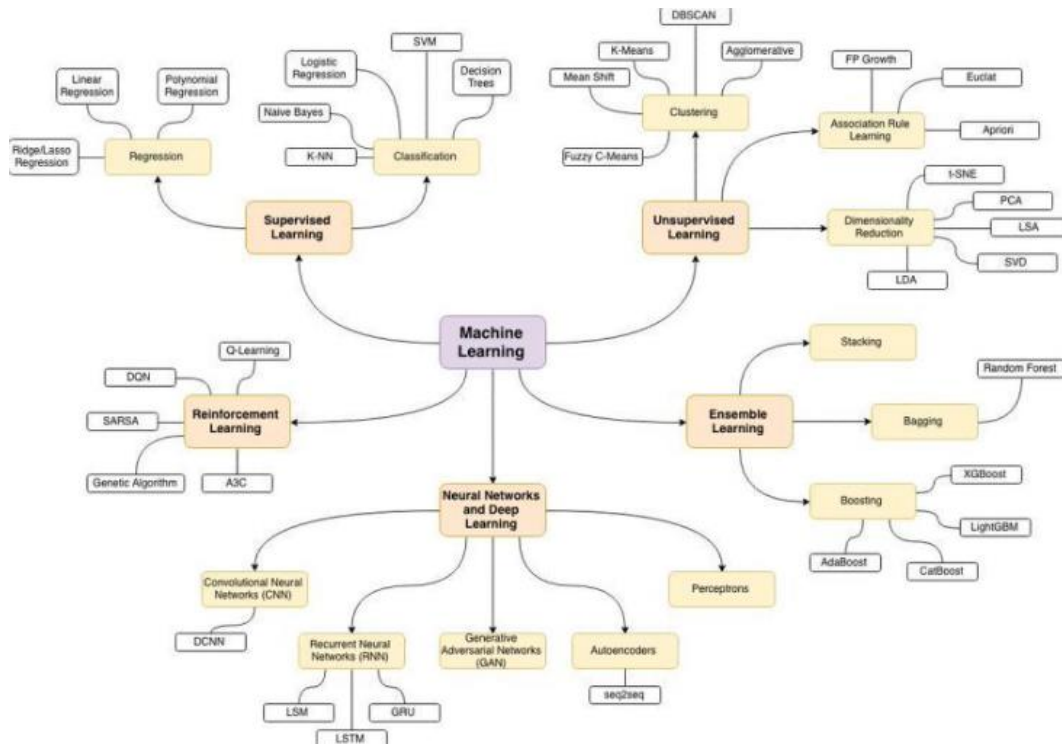 DBSCAN
SVM
K-Means
Agglomerative
Logistic
Regression
FP Growth
Linear
Regression
Polynomial
Regression
Decision
Trees
Mean Shift
Euclat
Clustering
Naive Bayes
Association Rule
Learning
Apriori
Ridge/Lasso
Regression
Regression
K-NN
Classification
Fuzzy C-Means
t-SNE
PCA
Supervised
Learning
Unsupervised
Learning
Dimensionality
Reduction
LSA
SVD
LDA
Machine
Learning
Stacking
Q-Learning
Random Forest
DQN
Reinforcement
Learning
Ensemble
Learning
Bagging
SARSA
Genetic Algorithm
A3C
XGBoost
Neural Networks
and Deep
Learning
Boosting
LightGBM
AdaBoost
CatBoost
Convolutional Neural
Networks (CNN)
Perceptrons
DCNN
Recurrent Neural
Networks (RNN)
Generative
Adversarial Networks
(GAN)
Autoencoders
seq2seq
LSM
GRU
LSTM